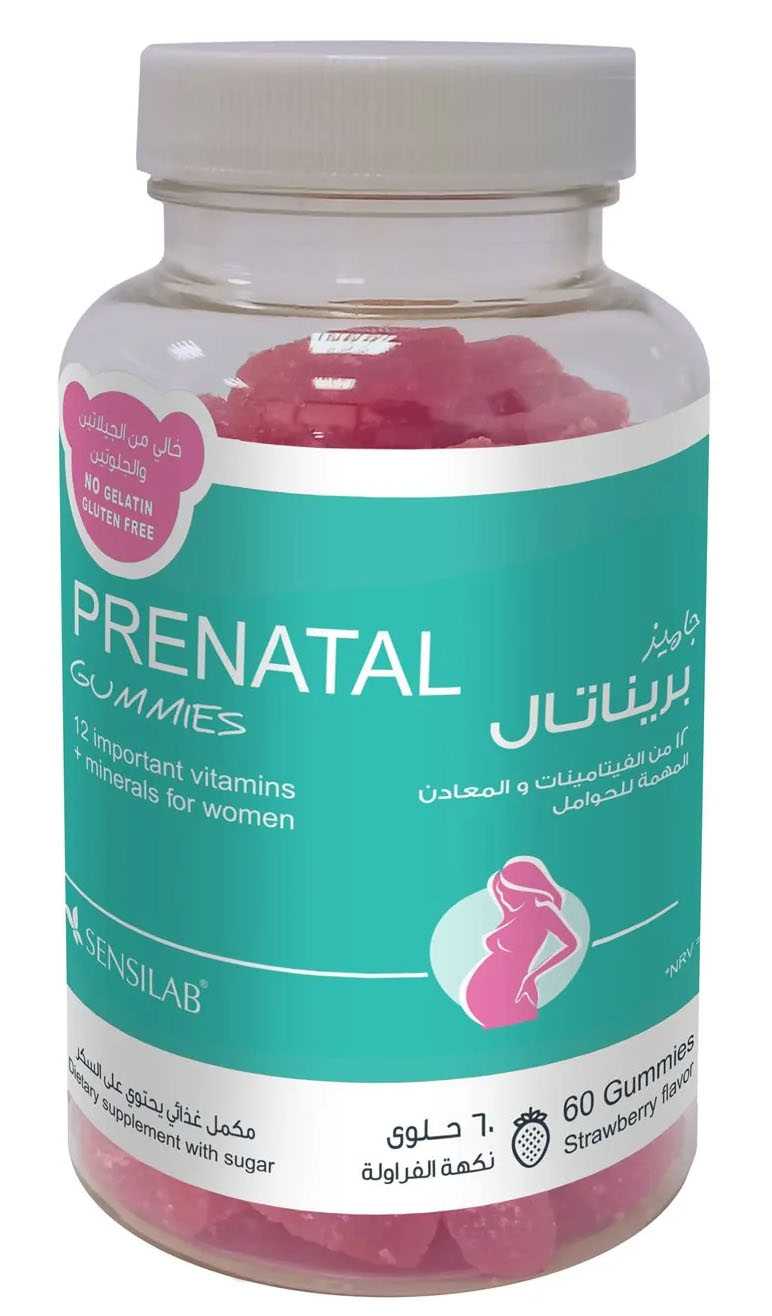 خالي من الجيلاتين
والجلوتين
NO GELATIN
GLUTEN FREE
PRENATAL
GUMMIES
12 important vitamins
+ minerals for women
جاميز
بريناتال
١٢ من الفيتامينات و المعادن
المهمة للحوامل
SENSILAB®
*NRV =
مكمل غذائي يحتوي على السكر
Dietary supplement with sugar
٦٠ حلوى
نكهة الفراولة
60 Gummies
Strawberry flavor